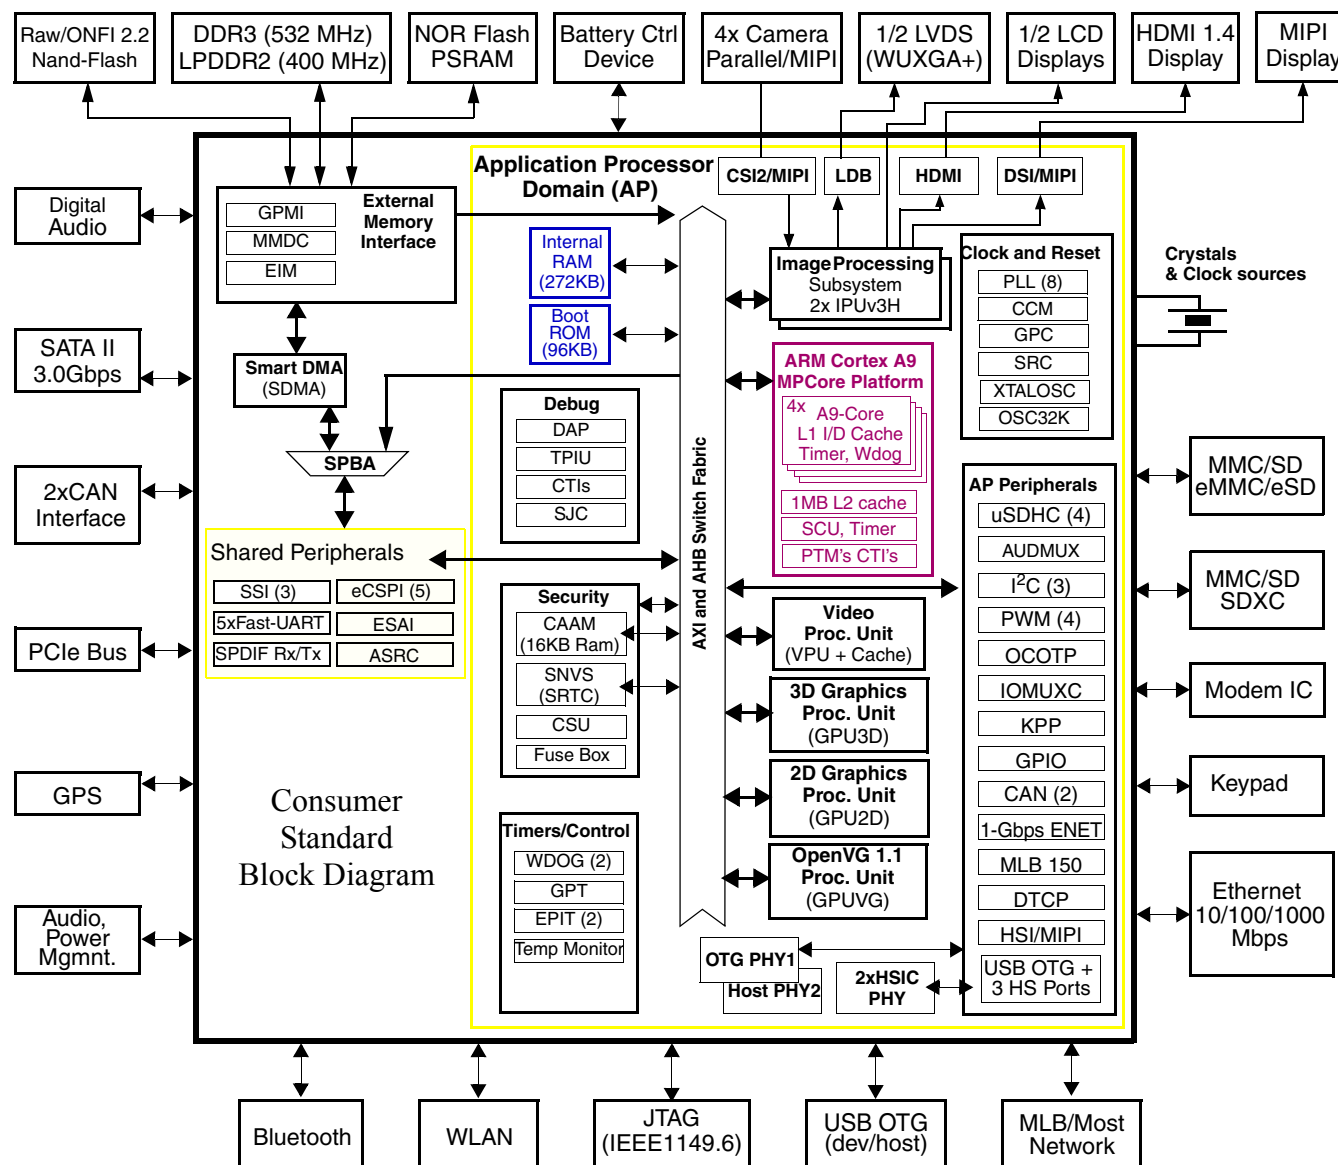 Raw/ONFI 2.2
Nand-Flash
DDR3 (532 MHz)
LPDDR2 (400 MHz)
NOR Flash
PSRAM
Battery Ctrl
Device
4x Camera
Parallel/MIPI
1/2 LVDS
(WUXGA+)
1/2 LCD
Displays
HDMI 1.4
Display
MIPI
Display
Digital
Audio
SATA II
3.0Gbps
2xCAN
Interface
PCIe Bus
GPS
Audio,
Power
Mgmnt.
External
Memory
Interface
GPMI
MMDC
EIM
Smart DMA
(SDMA)
SPBA
Shared Peripherals
SSI (3)
eCSPI (5)
5xFast-UART
ESAI
SPDIF Rx/Tx
ASRC
Consumer
Standard
Block Diagram
Application Processor
Domain (AP)
Internal
RAM
(272KB)
Boot
ROM
(96KB)
Debug
DAP
TPIU
CTIs
SJC
Security
CAAM
(16KB Ram)
SNVS
(SRTC)
CSU
Fuse Box
Timers/Control
WDOG (2)
GPT
EPIT (2)
Temp Monitor
AXI and AHB Switch Fabric
CSI2/MIPI
LDB
HDMI
DSI/MIPI
Image Processing
Subsystem
2x IPUv3H
ARM Cortex A9
MPCore Platform
4x
A9-Core
L1 I/D Cache
Timer, Wdog
1MB L2 cache
SCU, Timer
PTM's CTI's
Video
Proc. Unit
(VPU + Cache)
3D Graphics
Proc. Unit
(GPU3D)
2D Graphics
Proc. Unit
(GPU2D)
OpenVG 1.1
Proc. Unit
(GPUVG)
OTG PHY1
Host PHY2
2xHSIC
PHY
Clock and Reset
PLL (8)
CCM
GPC
SRC
XTALOSC
OSC32K
AP Peripherals
uSDHC (4)
AUDMUX
I²C (3)
PWM (4)
OCOTP
IOMUXC
KPP
GPIO
CAN (2)
1-Gbps ENET
MLB 150
DTCP
HSI/MIPI
USB OTG +
3 HS Ports
Crystals
& Clock sources
MMC/SD
eMMC/eSD
MMC/SD
SDXC
Modem IC
Keypad
Ethernet
10/100/1000
Mbps
Bluetooth
WLAN
JTAG
(IEEE1149.6)
USB OTG
(dev/host)
MLB/Most
Network